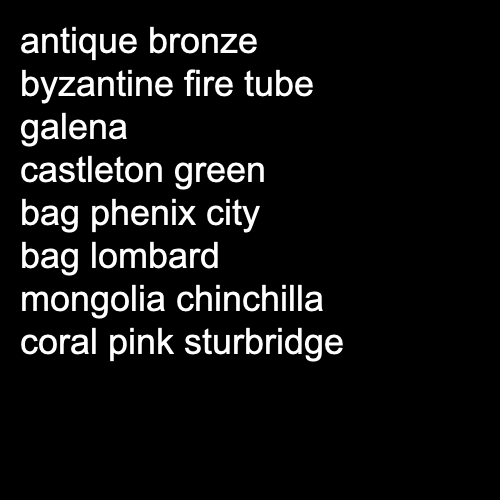 antique bronze
byzantine fire tube
galena
castleton green
bag phenix city
bag lombard
mongolia chinchilla
coral pink sturbridge